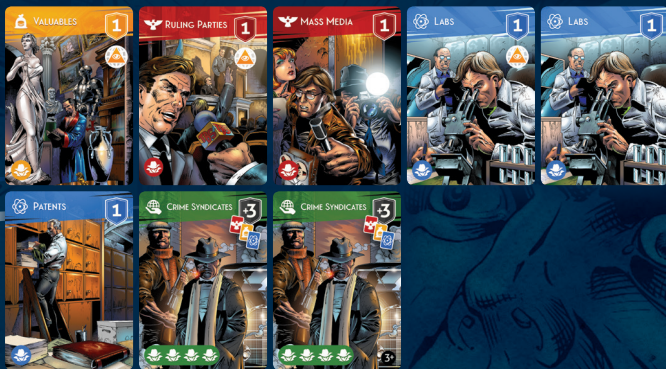 VALUABLES 1
RULING PARTIES 1
MASS MEDIA 1
LABS 1
LABS 1
PATENTS 1
CRIME SYNDICATES +3
CRIME SYNDICATES +3
3+